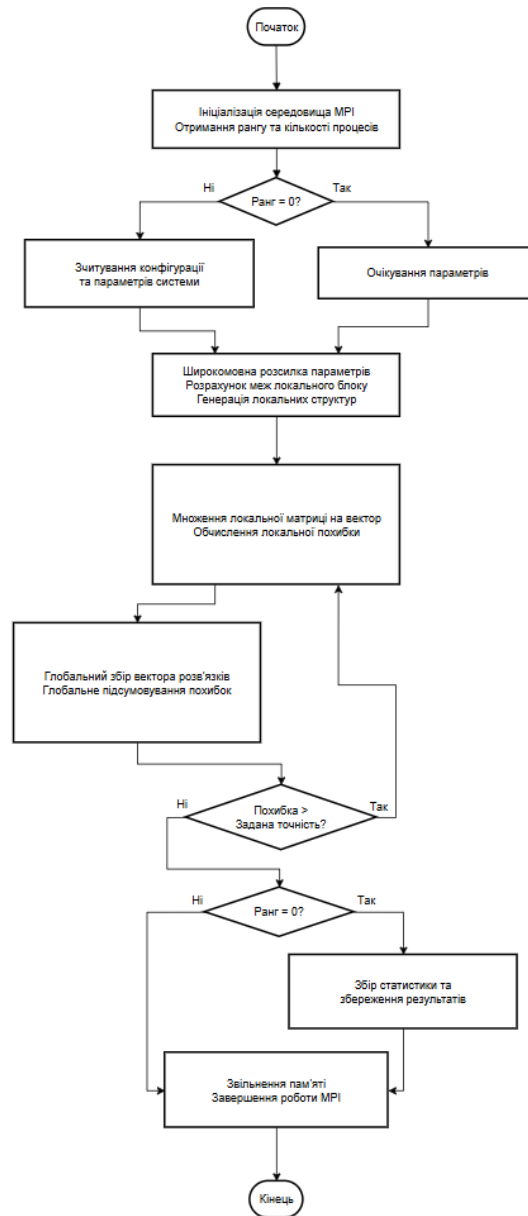 Початок
Ініціалізація середовища MPI
Отримання рангу та кількості процесів
Ні
Так
Ранг = 0?
Зчитування конфігурації
та параметрів системи
Очікування параметрів
Широкомовна розсилка параметрів
Розрахунок меж локального блоку
Генерація локальних структур
Множення локальної матриці на вектор
Обчислення локальної похибки
Глобальний збір вектора розв'язків
Глобальне підсумовування похибок
Ні
Похибка >
Задана точність?
Так
Ні
Ранг = 0?
Так
Збір статистики та
збереження результатів
Звільнення пам'яті
Завершення роботи MPI
Кінець